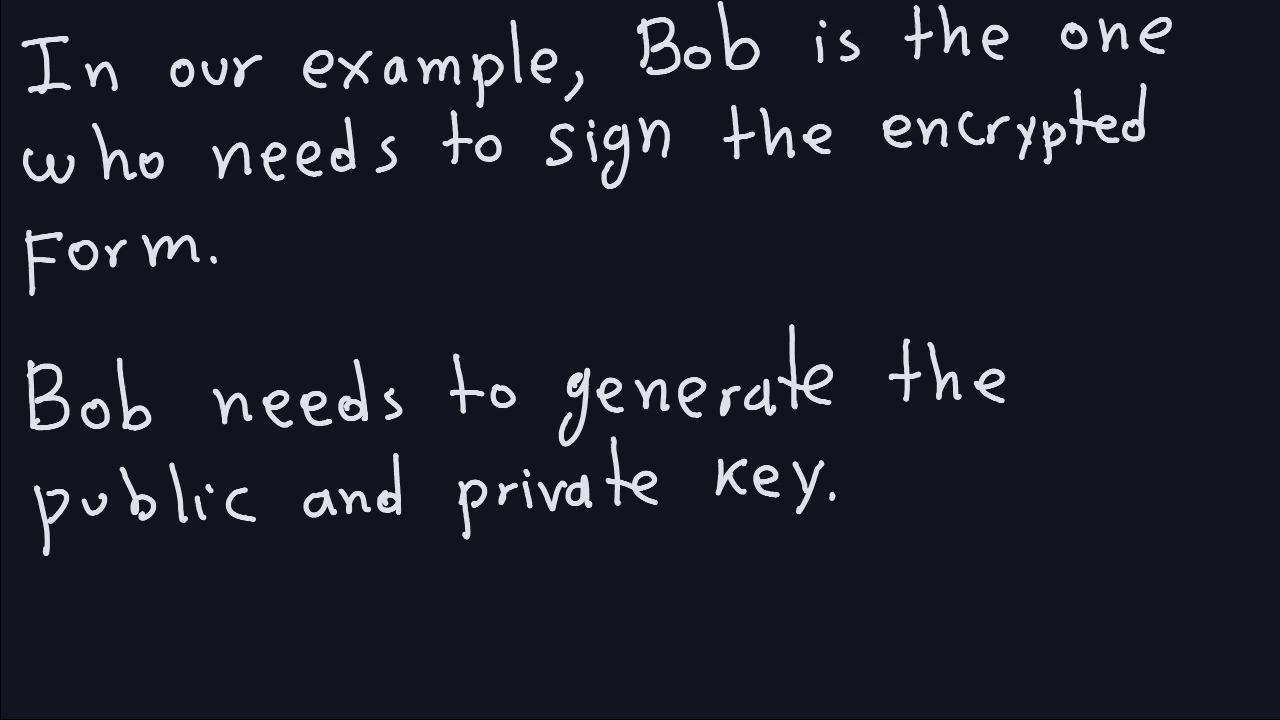 In our example, Bob is the one
who needs to sign the encrypted
Form.
Bob needs to generate the
public and private key.